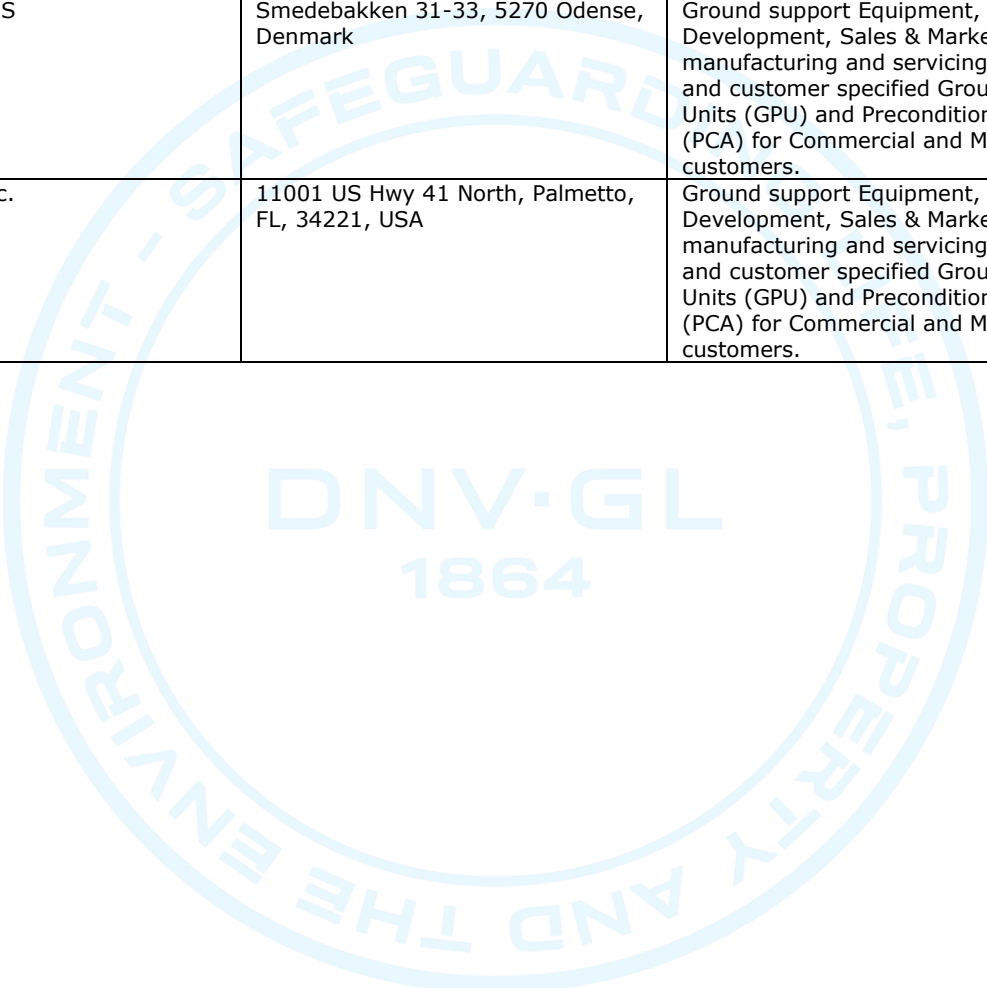 S
Smedebakken 31-33, 5270 Odense,
Denmark
Ground support Equipment,
Development, Sales & Marke
manufacturing and servicing
and customer specified Grou
Units (GPU) and Precondition
(PCA) for Commercial and M
customers.
c.
11001 US Hwy 41 North, Palmetto,
FL, 34221, USA
Ground support Equipment,
Development, Sales & Marke
manufacturing and servicing
and customer specified Grou
Units (GPU) and Precondition
(PCA) for Commercial and M
customers.
SAFEGUARDING LIFE, PROPERTY AND THE ENVIRONMENT -
DNV·GL
1864